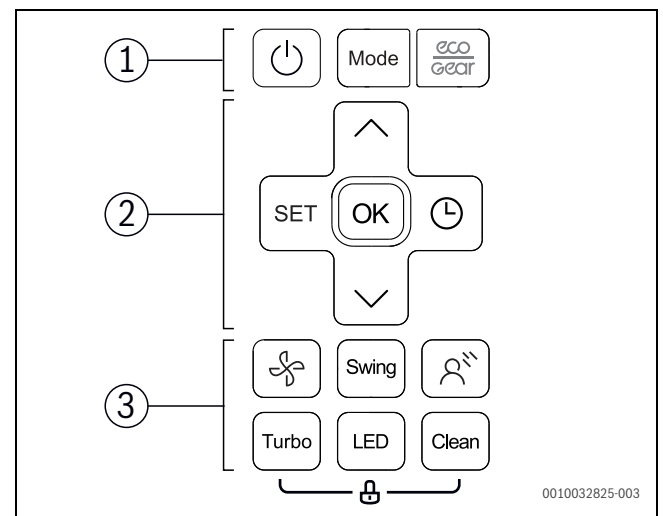 1
Mode
eco
Gear
2
SET
OK
3
Swing
Turbo
LED
Clean
0010032825-003